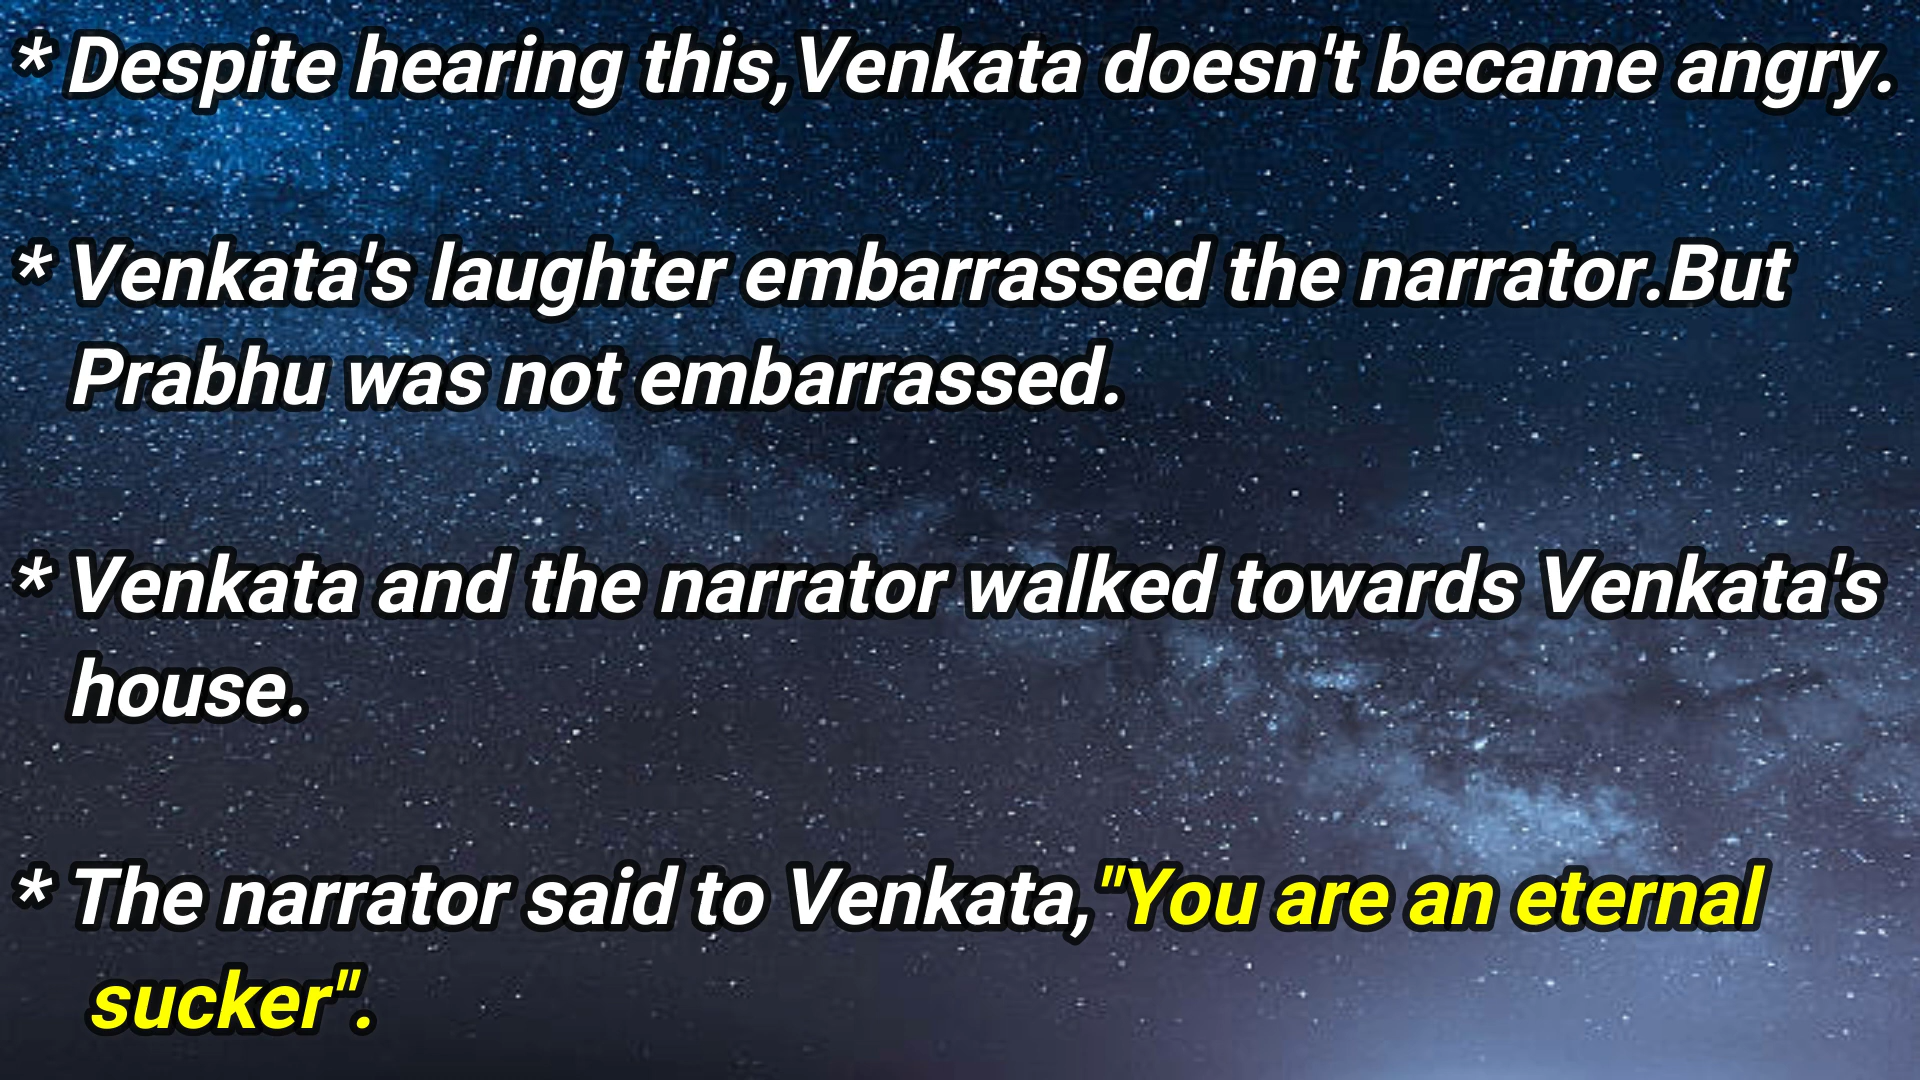 * Despite hearing this,Venkata doesn't became angry.
* Venkata's laughter embarrassed the narrator.But
Prabhu was not embarrassed.
* Venkata and the narrator walked towards Venkata's
house.
* The narrator said to Venkata,"You are an eternal
sucker".